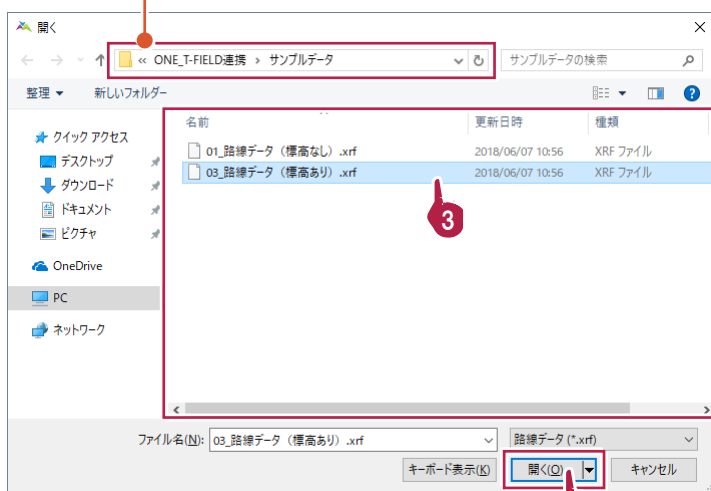 開く
« ONE_T-FIELD連携 › サンプルデータ
サンプルデータの検索
整理
新しいフォルダー
名前 更新日時 種類
01_路線データ（標高なし）.xrf 2018/06/07 10:56 XRF ファイル
03_路線データ（標高あり）.xrf 2018/06/07 10:56 XRF ファイル
3
クイック アクセス
デスクトップ
ダウンロード
ドキュメント
ピクチャ
OneDrive
PC
ネットワーク
ファイル名(N): 03_路線データ（標高あり）.xrf
路線データ (*.xrf)
キーボード表示(K) 開く(O) キャンセル